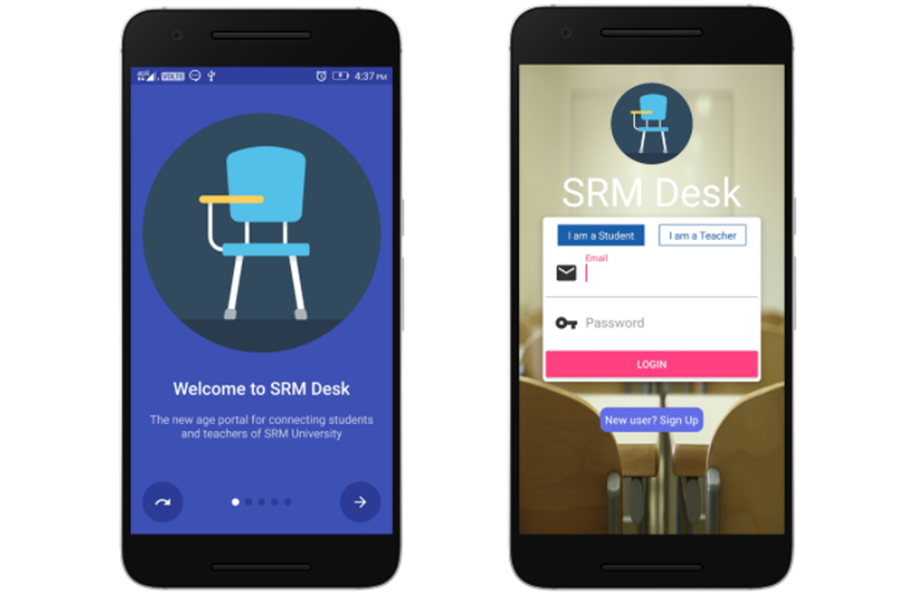 4G VOLTE 4:37 PM
Welcome to SRM Desk
The new age portal for connecting students
and teachers of SRM University
SRM Desk
I am a Student I am a Teacher
Email
Password
LOGIN
New user? Sign Up